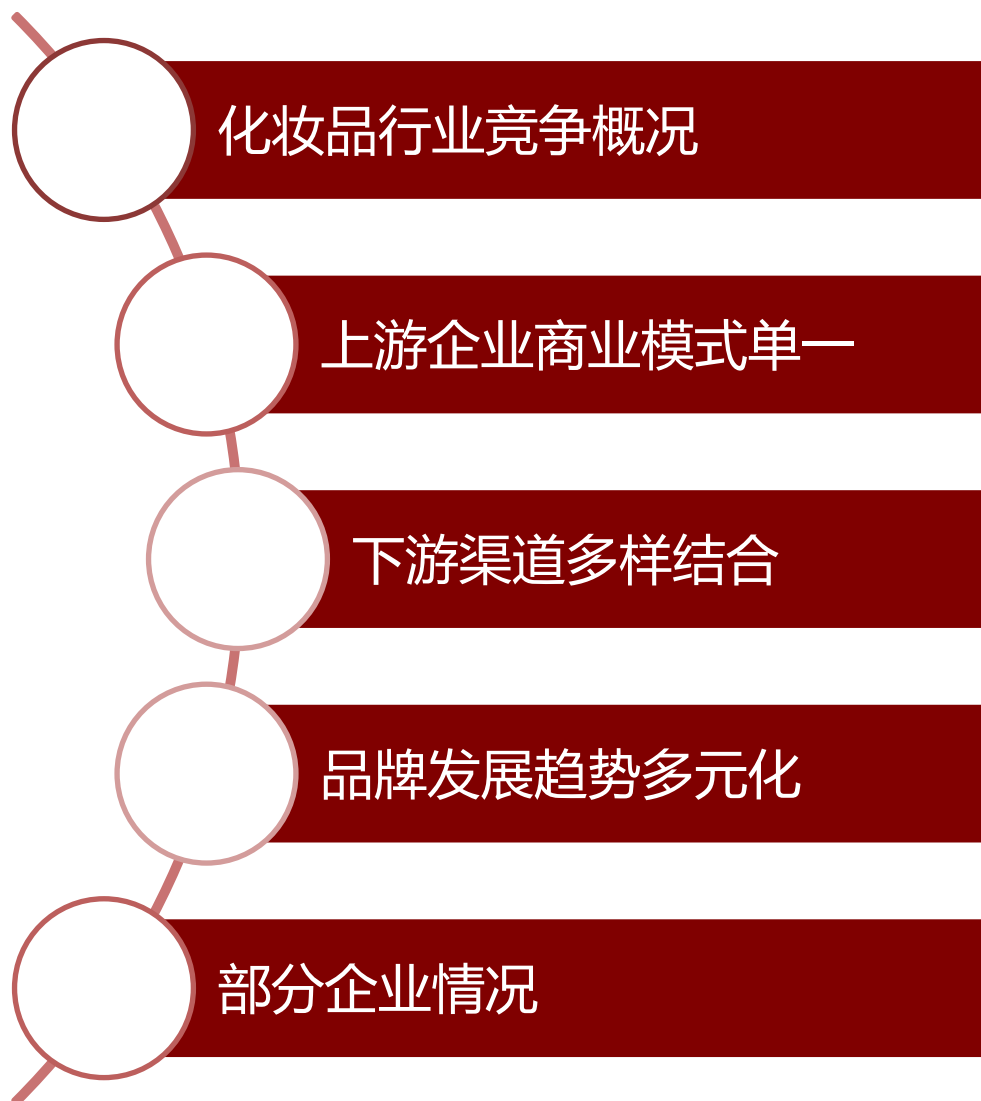 化妆品行业竞争概况
上游企业商业模式单一
下游渠道多样结合
品牌发展趋势多元化
部分企业情况